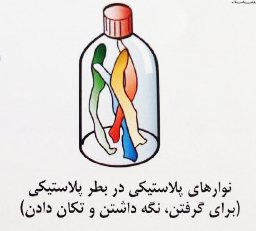 نوارهای پلاستیکی در بطر پلاستیکی
(برای گرفتن، نگه داشتن و تکان دادن)